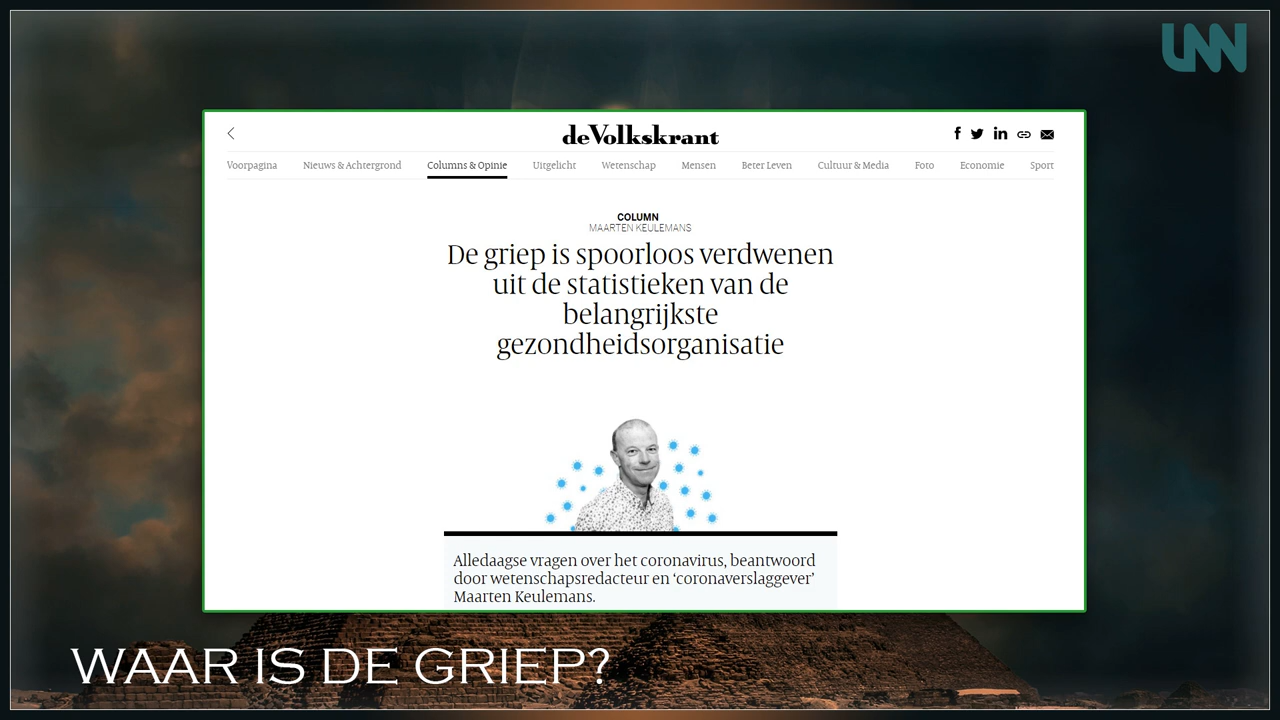 LNN
deVolkskrant
Voorpagina Nieuws & Achtergrond Columns & Opinie Uitgelicht Wetenschap Mensen Beter Leven Cultuur & Media Foto Economie Sport
COLUMN
MAARTEN KEULEMANS
De griep is spoorloos verdwenen
uit de statistieken van de
belangrijkste
gezondheidsorganisatie
Alledaagse vragen over het coronavirus, beantwoord
door wetenschapsredacteur en ‘coronaverslaggever’
Maarten Keulemans.
WAAR IS DE GRIEP?